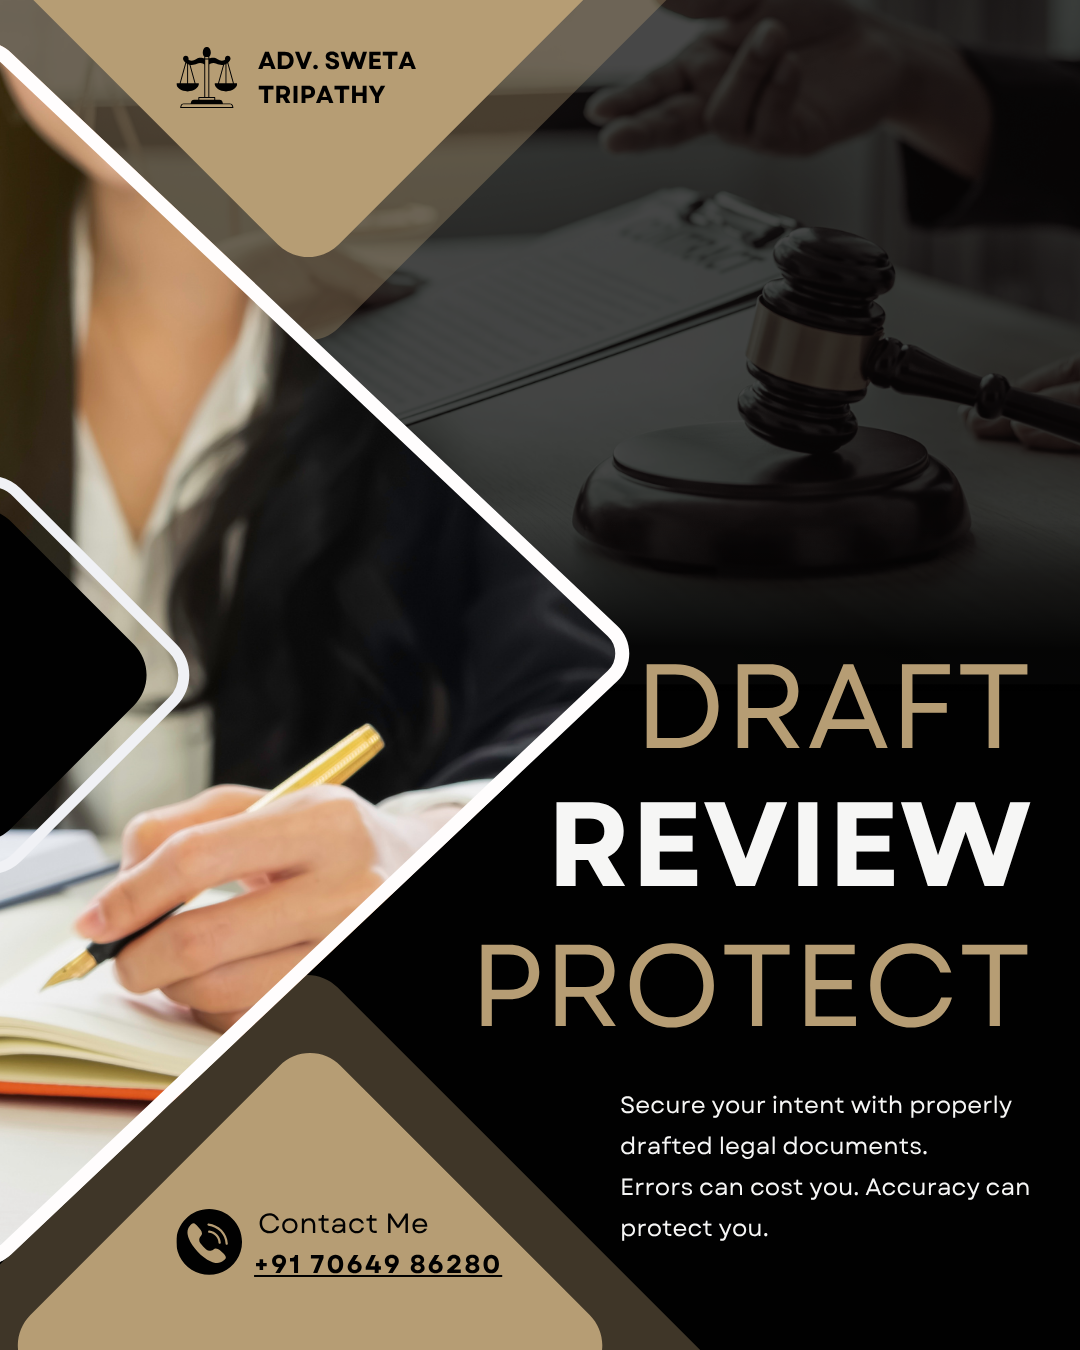 ADV. SWETA
TRIPATHY
DRAFT
REVIEW
PROTECT
Secure your intent with properly
drafted legal documents.
Errors can cost you. Accuracy can
protect you.
Contact Me
+91 70649 86280